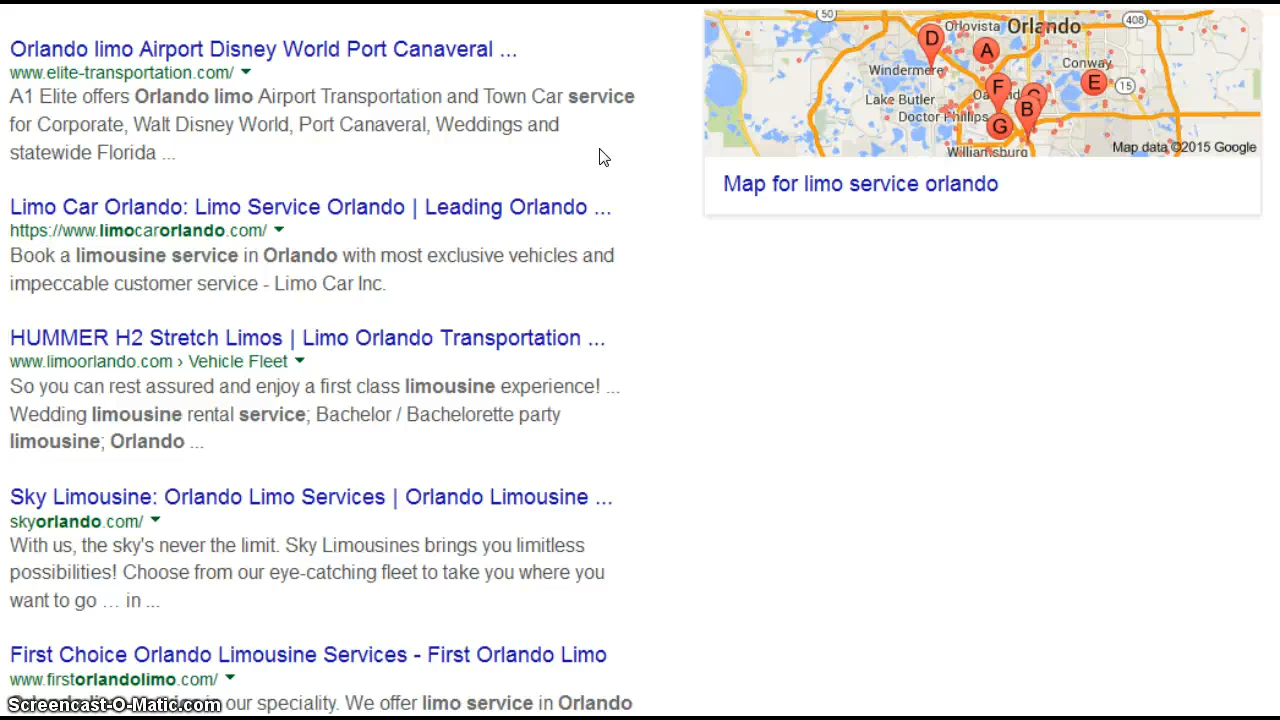 Orlando limo Airport Disney World Port Canaveral ...
www.elite-transportation.com/
A1 Elite offers Orlando limo Airport Transportation and Town Car service
for Corporate, Walt Disney World, Port Canaveral, Weddings and
statewide Florida ...
Limo Car Orlando: Limo Service Orlando | Leading Orlando ...
https://www.limocarorlando.com/
Book a limousine service in Orlando with most exclusive vehicles and
impeccable customer service - Limo Car Inc.
HUMMER H2 Stretch Limos | Limo Orlando Transportation ...
www.limoorlando.com › Vehicle Fleet
So you can rest assured and enjoy a first class limousine experience! ...
Wedding limousine rental service; Bachelor / Bachelorette party
limousine; Orlando ...
Sky Limousine: Orlando Limo Services | Orlando Limousine ...
skyorlando.com/
With us, the sky's never the limit. Sky Limousines brings you limitless
possibilities! Choose from our eye-catching fleet to take you where you
want to go … in ...
First Choice Orlando Limousine Services - First Orlando Limo
www.firstorlandolimo.com/
our speciality. We offer limo service in Orlando
Screencast-O-Matic.com
50
408
Orlovista Orlando
D
A
Windermere
Conway
F
E
15
Lake Butler
C
B
Doctor Phillips
G
Williamsburg
Map data ©2015 Google
Map for limo service orlando